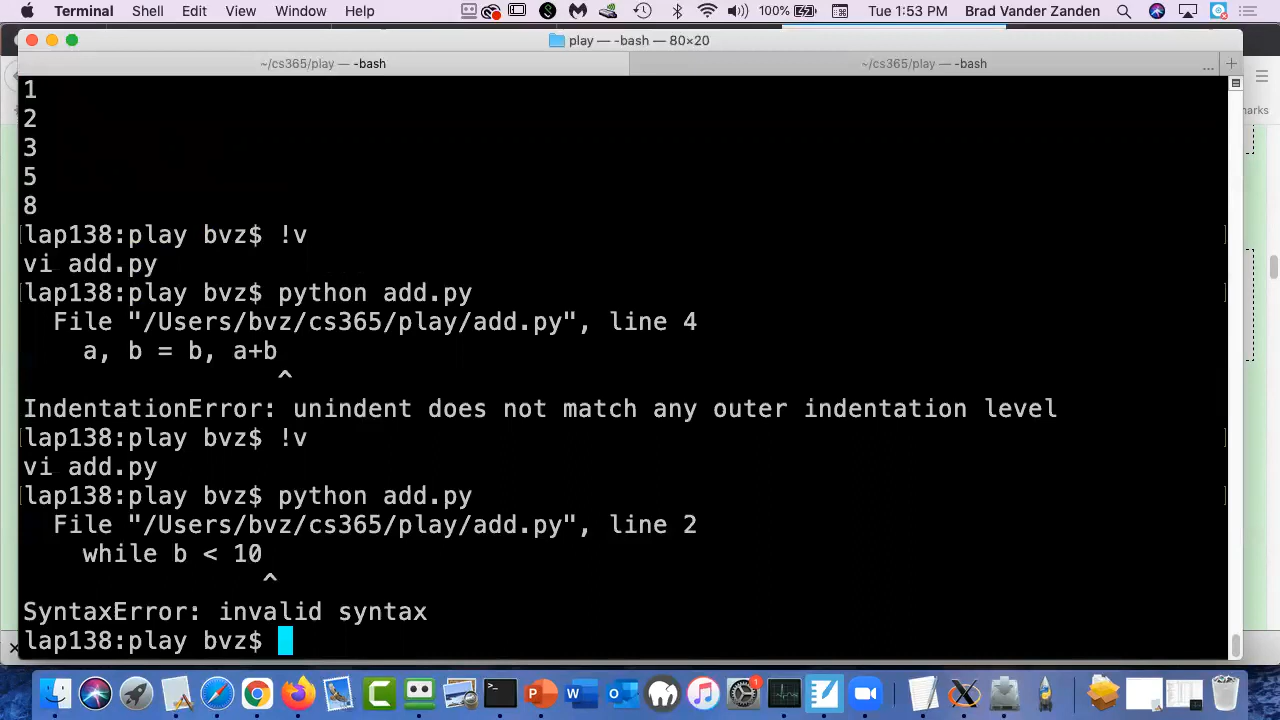 Terminal Shell Edit View Window Help 100% Tue 1:53 PM Brad Vander Zanden
play — -bash — 80×20
~/cs365/play — -bash ~/cs365/play — -bash ...
1
2
3
5
8
lap138:play bvz$ !v
vi add.py
lap138:play bvz$ python add.py
File "/Users/bvz/cs365/play/add.py", line 4
a, b = b, a+b
^
IndentationError: unindent does not match any outer indentation level
lap138:play bvz$ !v
vi add.py
lap138:play bvz$ python add.py
File "/Users/bvz/cs365/play/add.py", line 2
while b < 10
^
SyntaxError: invalid syntax
lap138:play bvz$